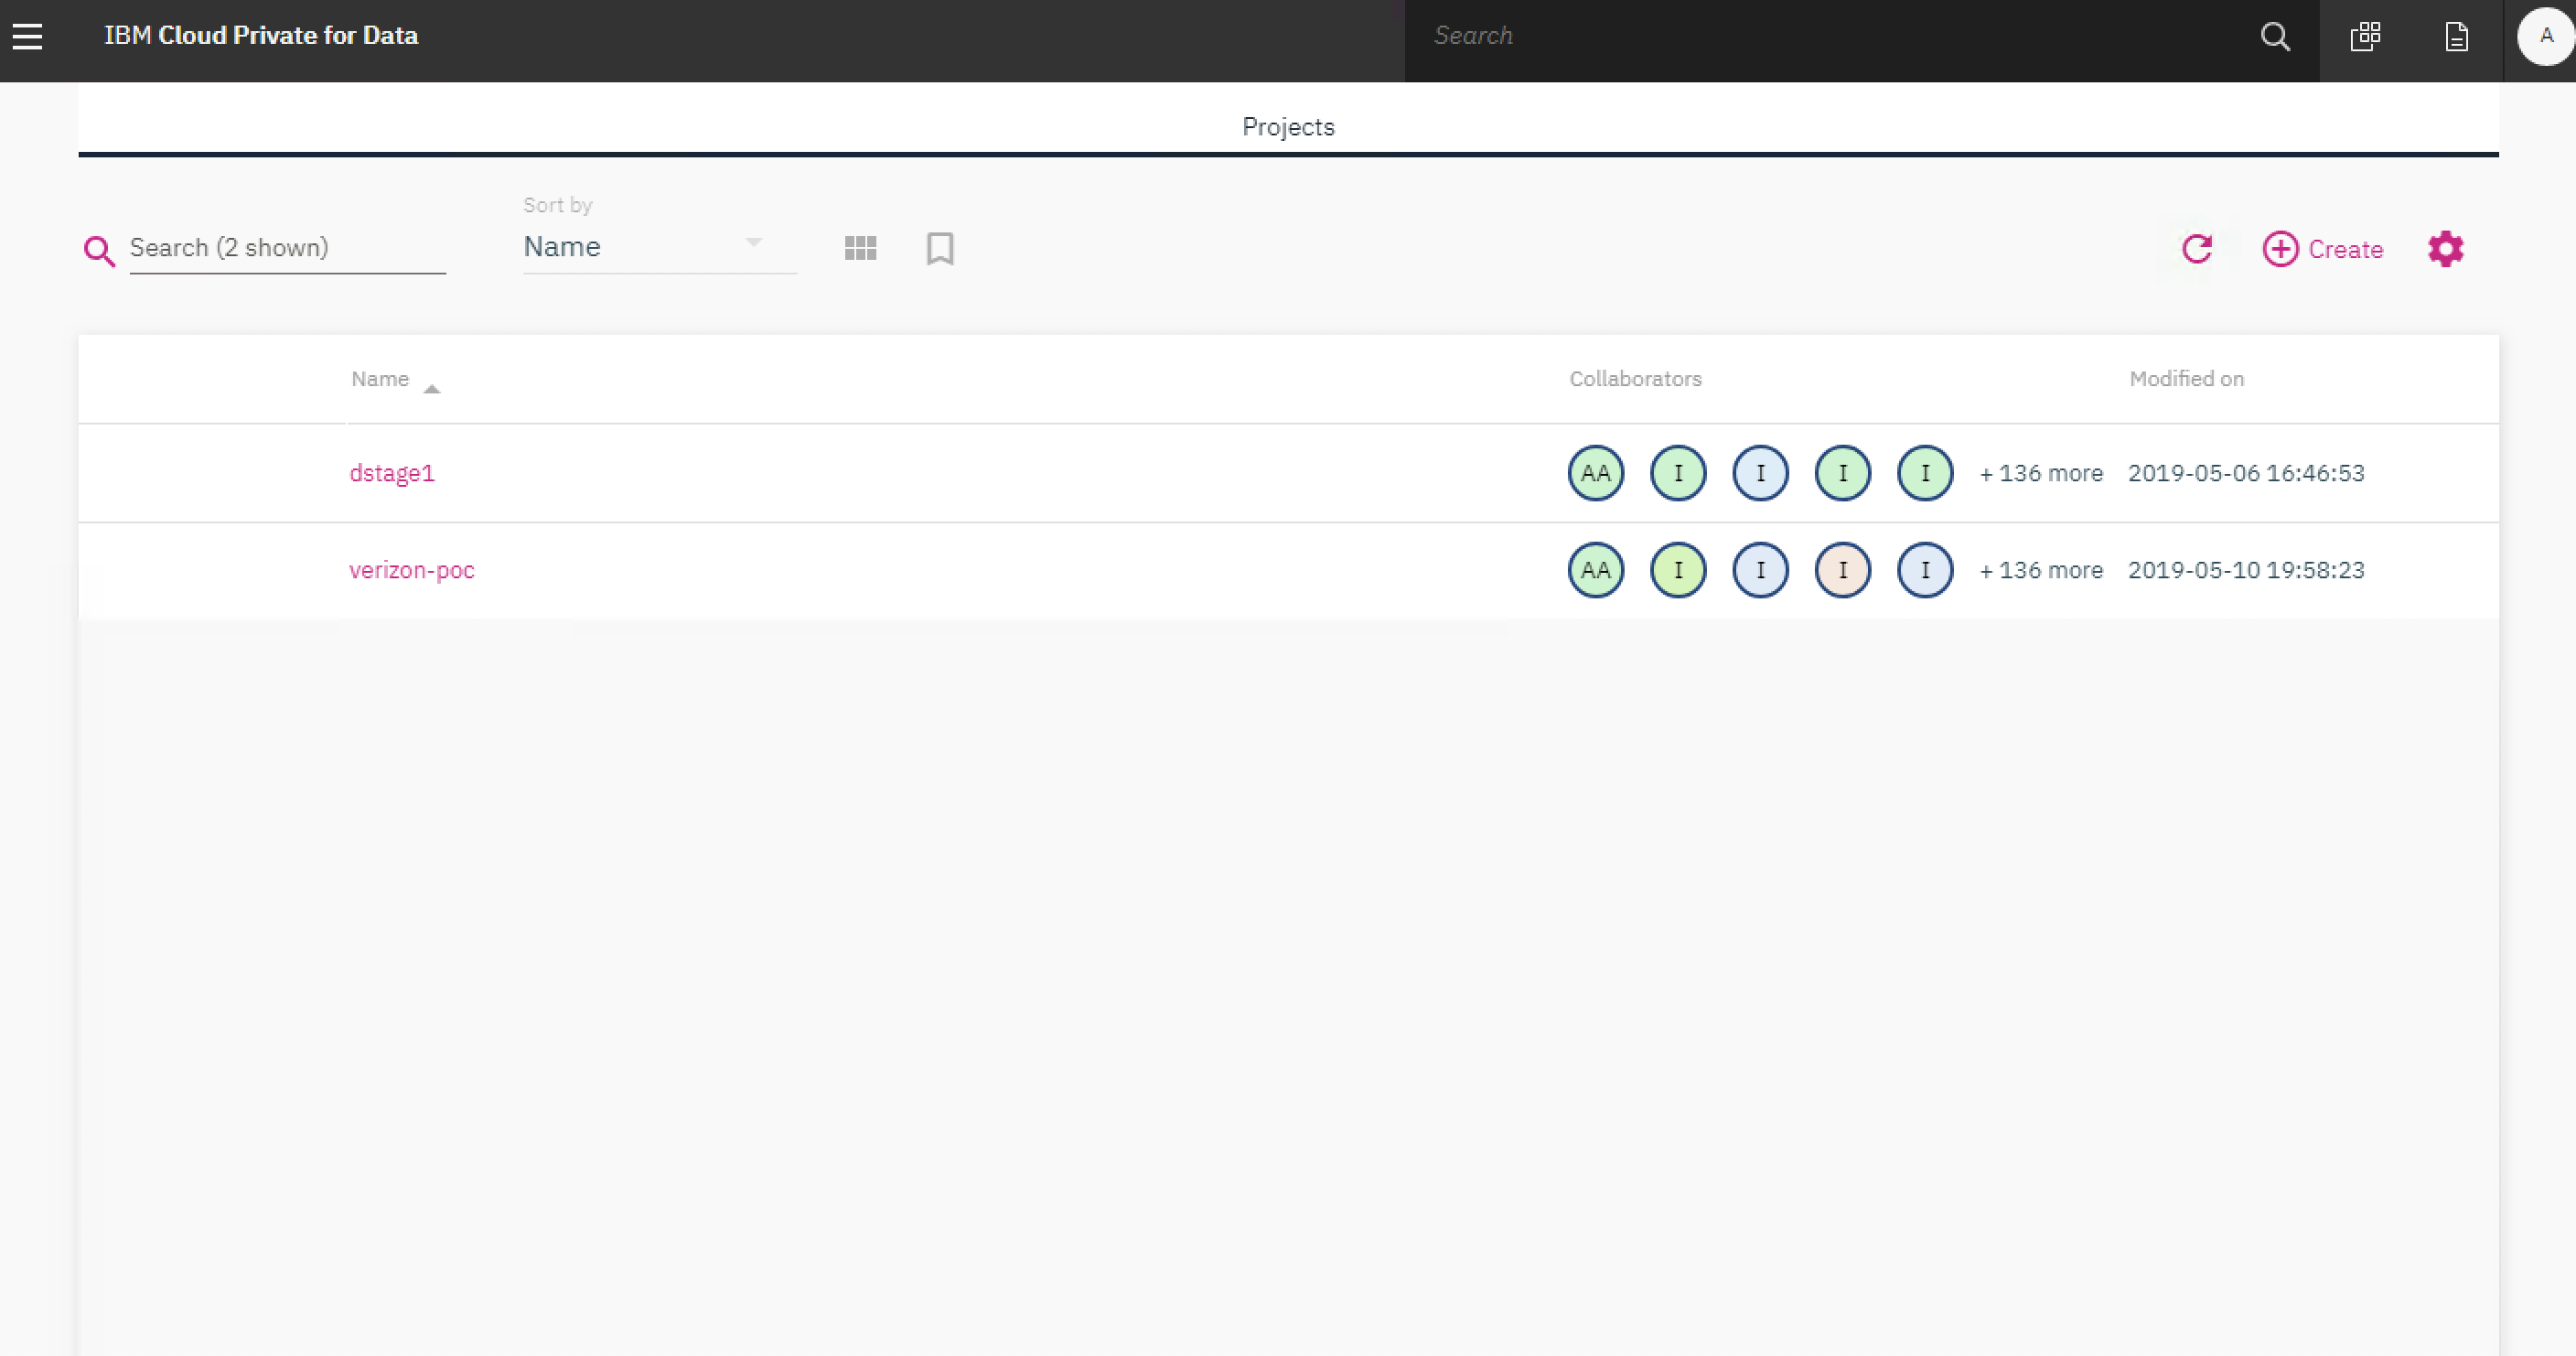 IBM Cloud Private for Data
Search
A
Projects
Sort by
Search (2 shown)
Name
Create
Name
Collaborators
Modified on
dstage1
AA I I I I + 136 more 2019-05-06 16:46:53
verizon-poc
AA I I I I + 136 more 2019-05-10 19:58:23